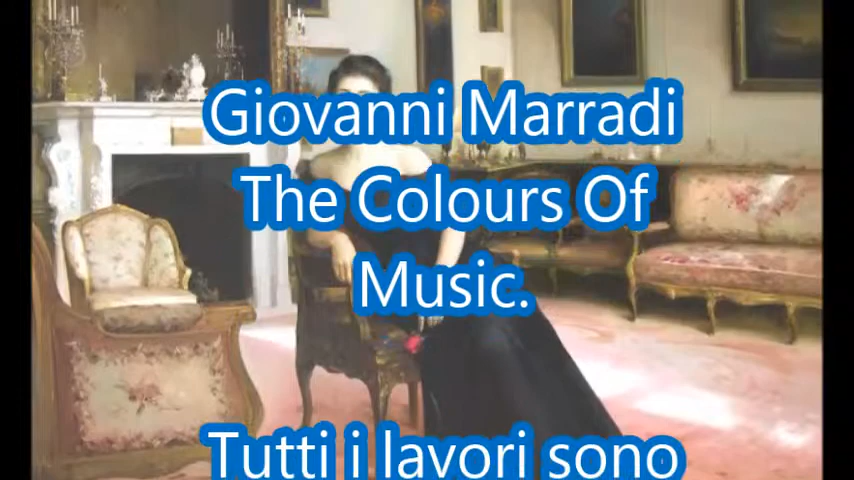 Giovanni Marradi
The Colours Of
Music.
Tutti i lavori sono